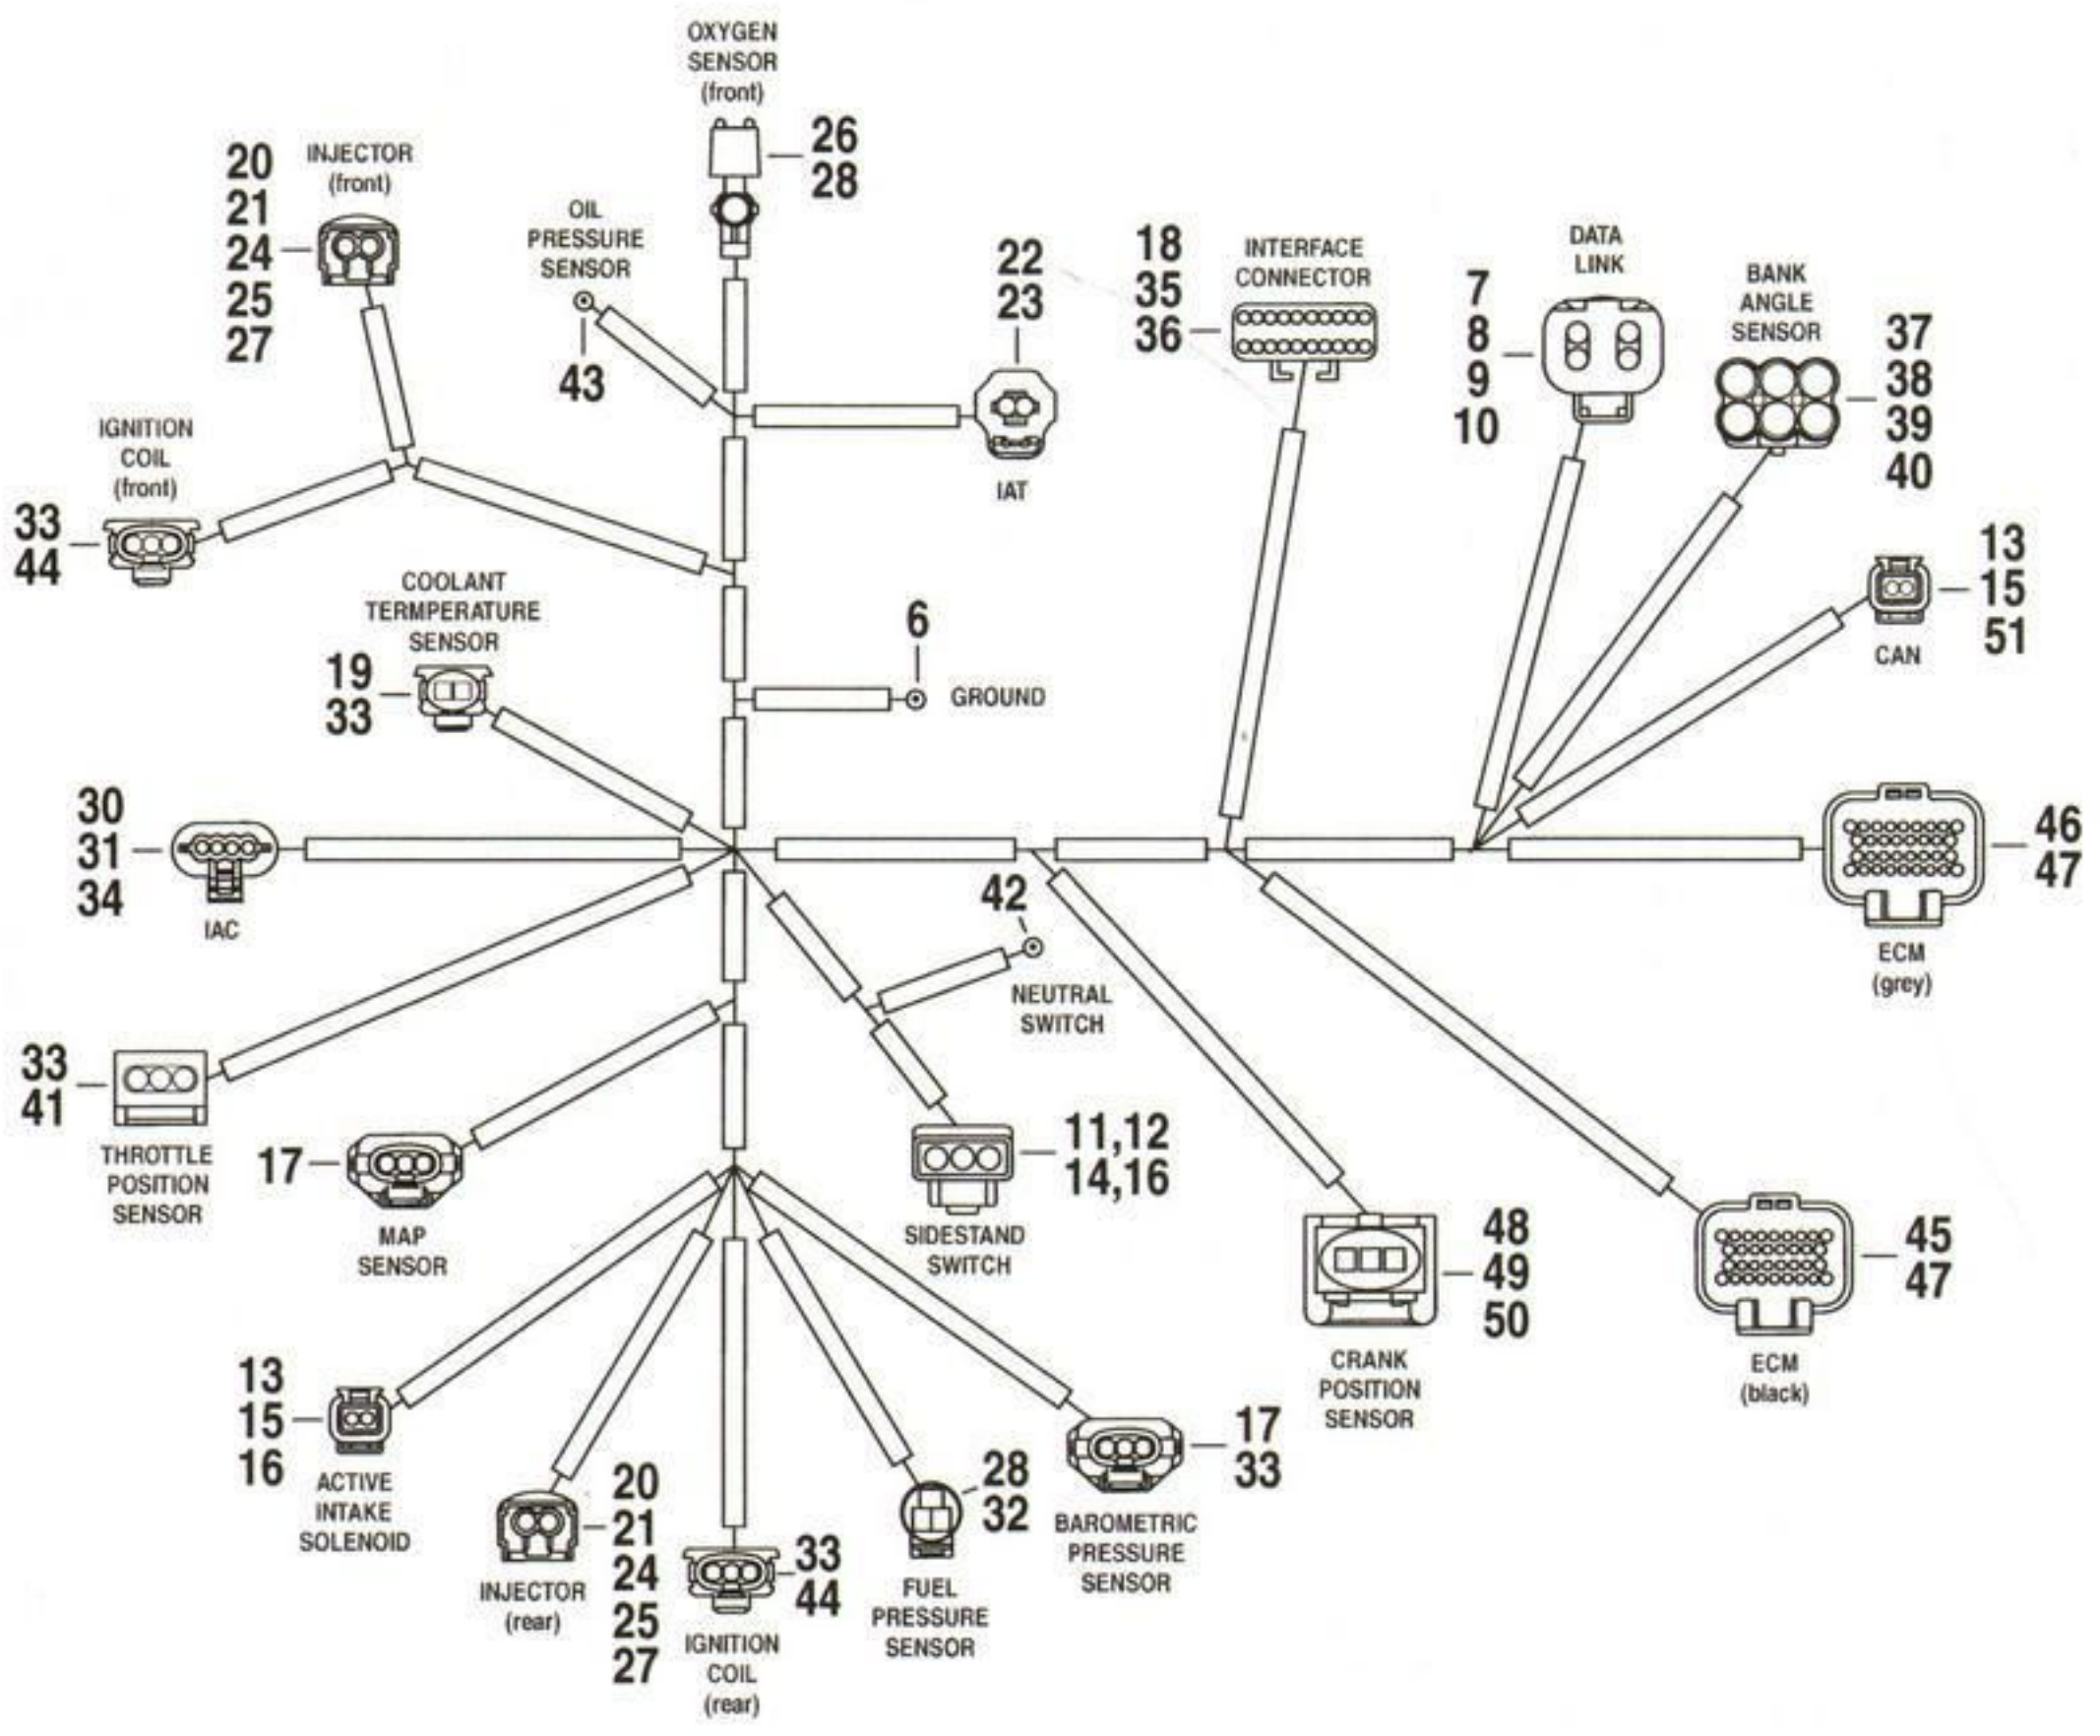 OXYGEN
SENSOR
(front)
26
28
INJECTOR
(front)
20
21
24
25
27
OIL
PRESSURE
SENSOR
43
22
23
IAT
18
35
36
INTERFACE
CONNECTOR
DATA
LINK
7
8
9
10
BANK
ANGLE
SENSOR
37
38
39
40
IGNITION
COIL
(front)
33
44
COOLANT
TERMPERATURE
SENSOR
19
33
6
GROUND
13
15
51
CAN
30
31
34
IAC
46
47
ECM
(grey)
42
NEUTRAL
SWITCH
33
41
THROTTLE
POSITION
SENSOR
17
MAP
SENSOR
11,12
14,16
SIDESTAND
SWITCH
48
49
50
CRANK
POSITION
SENSOR
45
47
ECM
(black)
13
15
16
ACTIVE
INTAKE
SOLENOID
20
21
24
25
27
INJECTOR
(rear)
33
44
IGNITION
COIL
(rear)
28
32
FUEL
PRESSURE
SENSOR
17
33
BAROMETRIC
PRESSURE
SENSOR